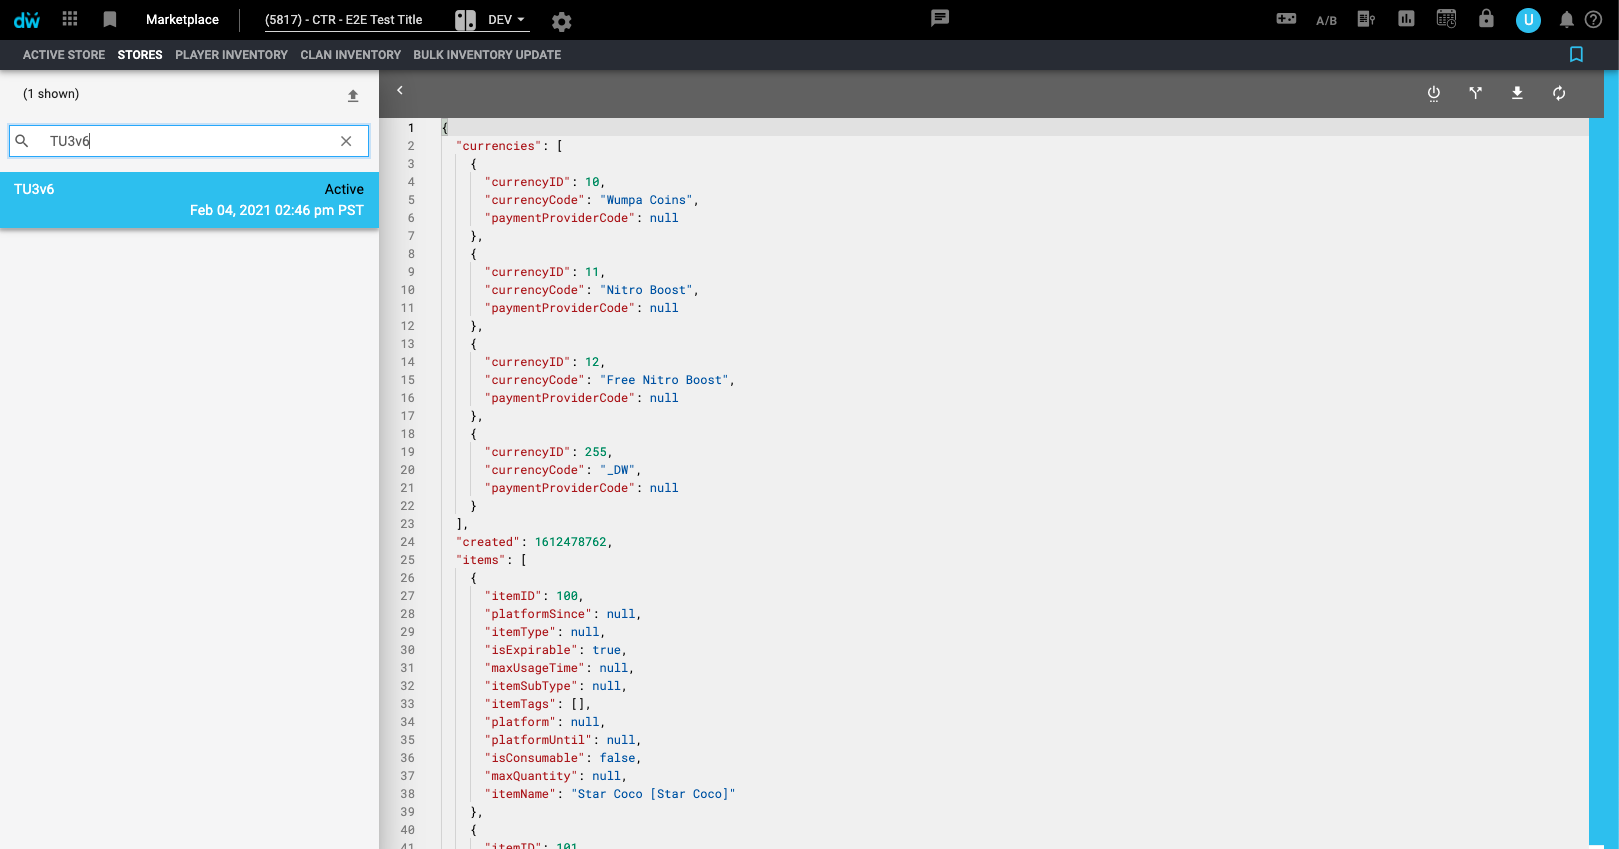 dw Marketplace (5817) - CTR - E2E Test Title DEV A/B U
ACTIVE STORE STORES PLAYER INVENTORY CLAN INVENTORY BULK INVENTORY UPDATE
(1 shown)
TU3v6
TU3v6 Active
Feb 04, 2021 02:46 pm PST
1 {
2 "currencies": [
3 {
4 "currencyID": 10,
5 "currencyCode": "Wumpa Coins",
6 "paymentProviderCode": null
7 },
8 {
9 "currencyID": 11,
10 "currencyCode": "Nitro Boost",
11 "paymentProviderCode": null
12 },
13 {
14 "currencyID": 12,
15 "currencyCode": "Free Nitro Boost",
16 "paymentProviderCode": null
17 },
18 {
19 "currencyID": 255,
20 "currencyCode": "_DW",
21 "paymentProviderCode": null
22 }
23 ],
24 "created": 1612478762,
25 "items": [
26 {
27 "itemID": 100,
28 "platformSince": null,
29 "itemType": null,
30 "isExpirable": true,
31 "maxUsageTime": null,
32 "itemSubType": null,
33 "itemTags": [],
34 "platform": null,
35 "platformUntil": null,
36 "isConsumable": false,
37 "maxQuantity": null,
38 "itemName": "Star Coco [Star Coco]"
39 },
40 {
41 "itemID": 101,